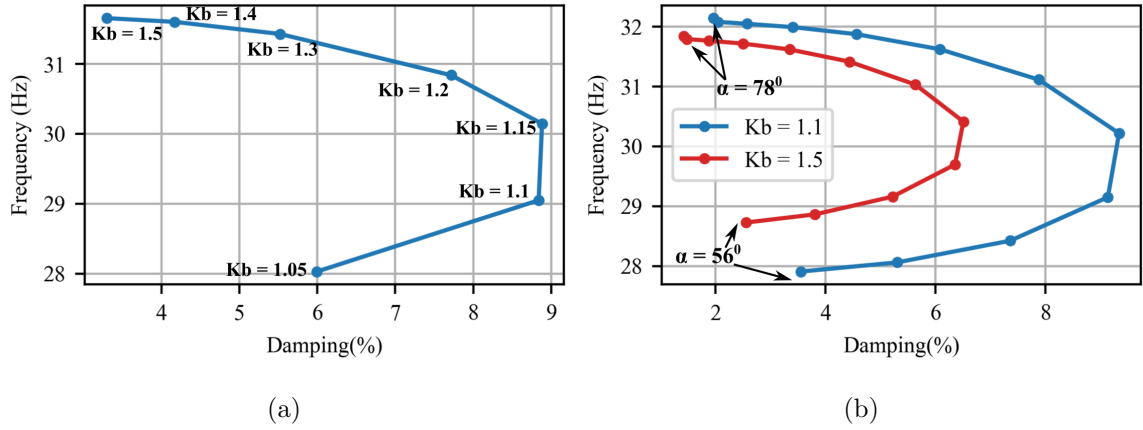 Kb = 1.4
Kb = 1.5
Kb = 1.3
Kb = 1.2
Kb = 1.15
Kb = 1.1
Kb = 1.05
31
30
29
28
4 5 6 7 8 9
Frequency (Hz)
Damping(%)
(a)
32
31
30
29
28
2 4 6 8
Frequency (Hz)
Damping(%)
α = 78⁰
Kb = 1.1
Kb = 1.5
α = 56⁰
(b)